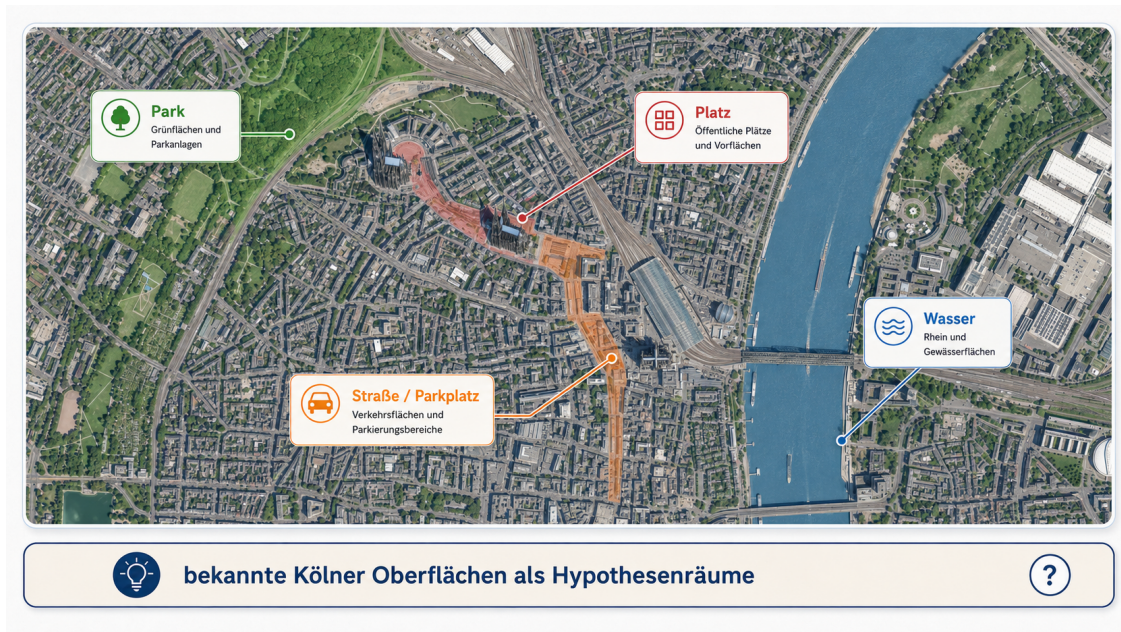 Park
Grünflächen und
Parkanlagen
Platz
Öffentliche Plätze
und Vorflächen
Wasser
Rhein und
Gewässerflächen
Straße / Parkplatz
Verkehrsflächen und
Parkierungsbereiche
bekannte Kölner Oberflächen als Hypothesenräume
?